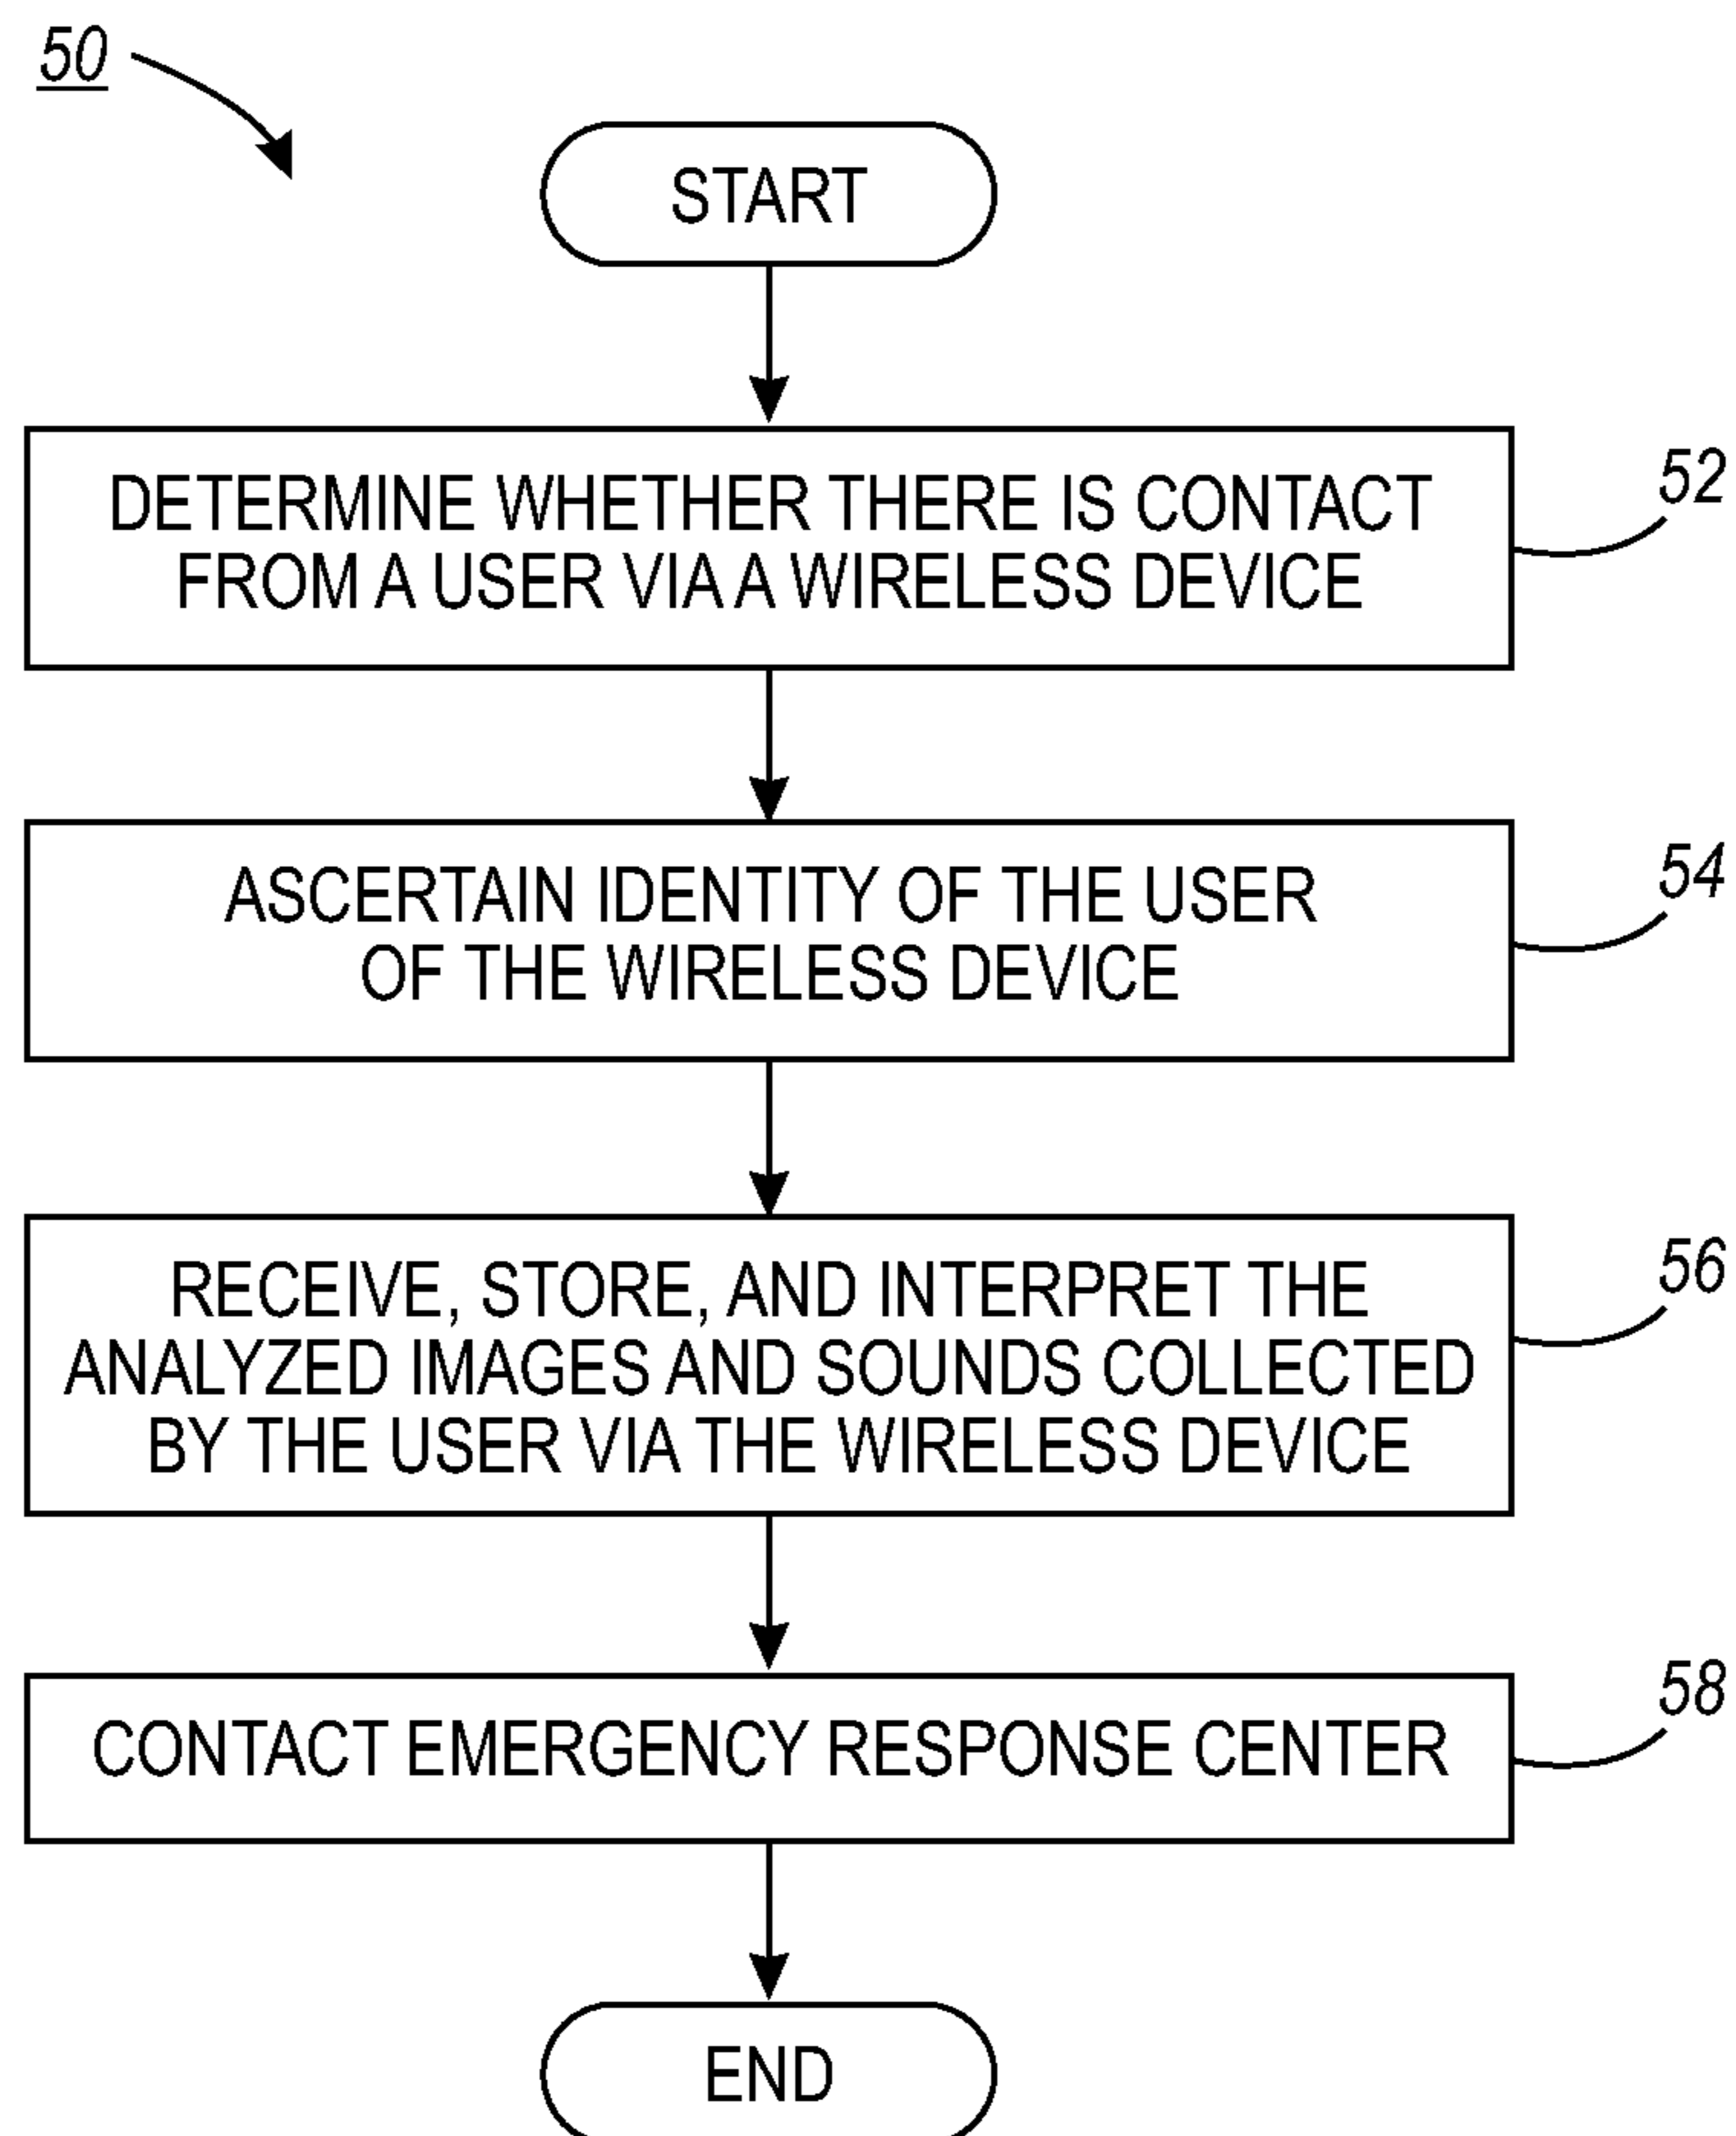 50
START
DETERMINE WHETHER THERE IS CONTACT
FROM A USER VIA A WIRELESS DEVICE
52
ASCERTAIN IDENTITY OF THE USER
OF THE WIRELESS DEVICE
54
RECEIVE, STORE, AND INTERPRET THE
ANALYZED IMAGES AND SOUNDS COLLECTED
BY THE USER VIA THE WIRELESS DEVICE
56
CONTACT EMERGENCY RESPONSE CENTER
58
END